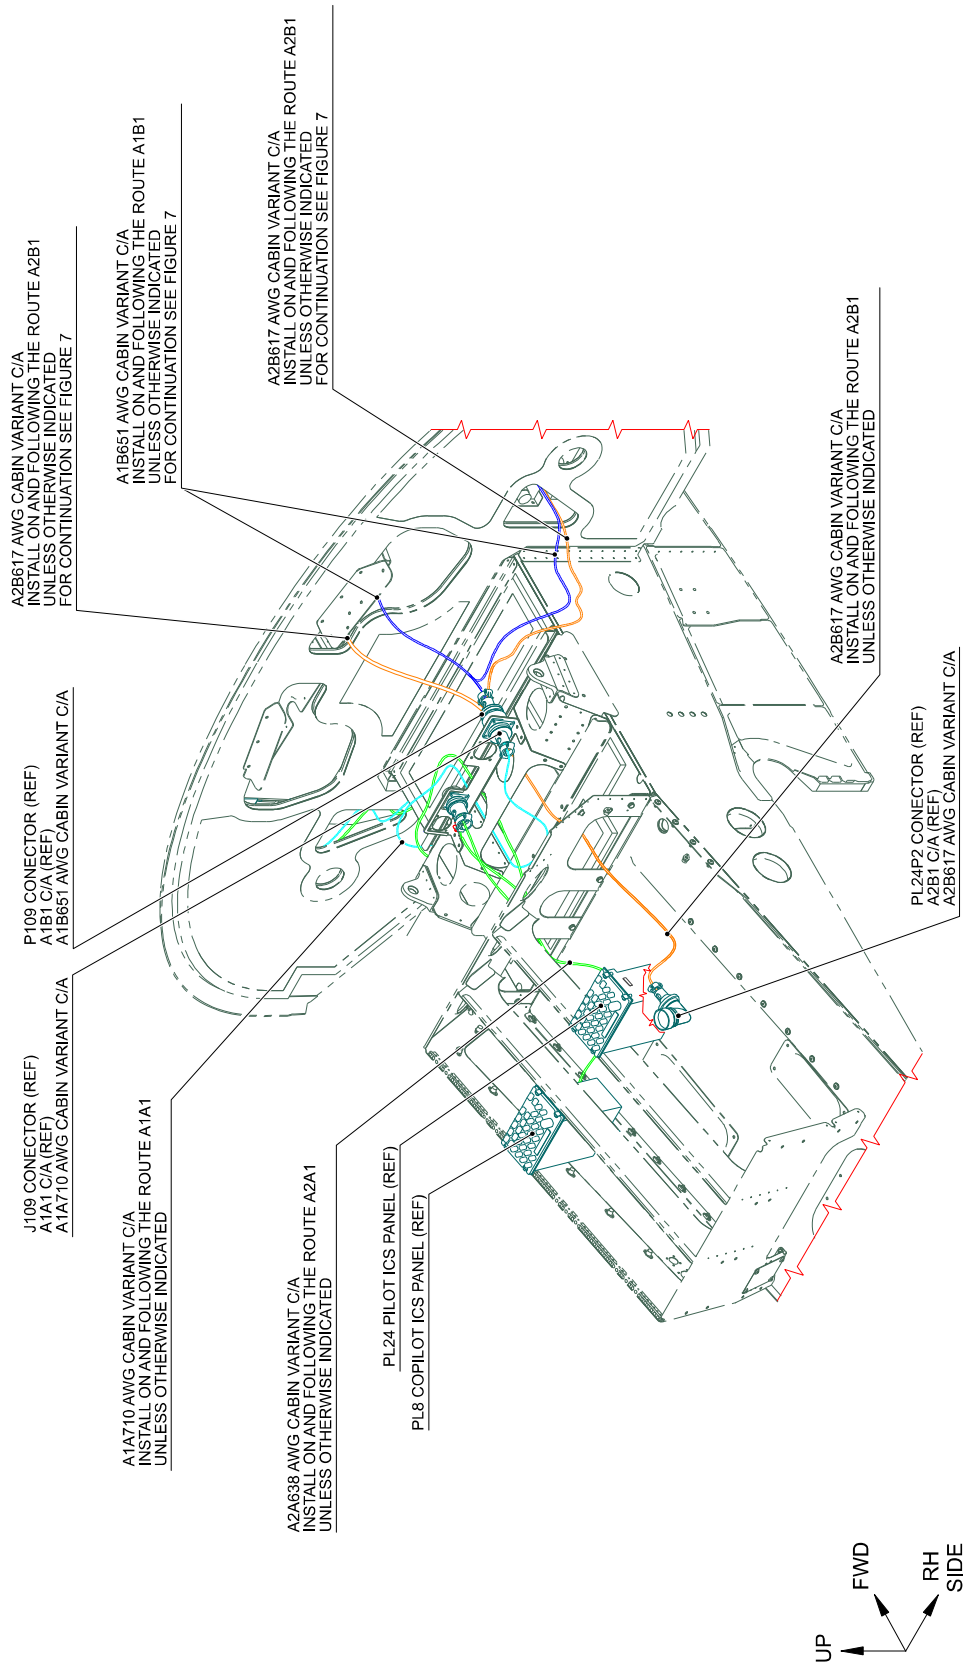 A2B617 AWG CABIN VARIANT C/A
INSTALL ON AND FOLLOWING THE ROUTE A2B1
UNLESS OTHERWISE INDICATED
FOR CONTINUATION SEE FIGURE 7
A1B651 AWG CABIN VARIANT C/A
INSTALL ON AND FOLLOWING THE ROUTE A1B1
UNLESS OTHERWISE INDICATED
FOR CONTINUATION SEE FIGURE 7
A2B617 AWG CABIN VARIANT C/A
INSTALL ON AND FOLLOWING THE ROUTE A2B1
UNLESS OTHERWISE INDICATED
FOR CONTINUATION SEE FIGURE 7
A2B617 AWG CABIN VARIANT C/A
INSTALL ON AND FOLLOWING THE ROUTE A2B1
UNLESS OTHERWISE INDICATED
P109 CONECTOR (REF)
A1B1 C/A (REF)
A1B651 AWG CABIN VARIANT C/A
J109 CONECTOR (REF)
A1A1 C/A (REF)
A1A710 AWG CABIN VARIANT C/A
A1A710 AWG CABIN VARIANT C/A
INSTALL ON AND FOLLOWING THE ROUTE A1A1
UNLESS OTHERWISE INDICATED
A2A638 AWG CABIN VARIANT C/A
INSTALL ON AND FOLLOWING THE ROUTE A2A1
UNLESS OTHERWISE INDICATED
PL24 PILOT ICS PANEL (REF)
PL8 COPILOT ICS PANEL (REF)
PL24P2 CONECTOR (REF)
A2B1 C/A (REF)
A2B617 AWG CABIN VARIANT C/A
UP
FWD
RH
SIDE